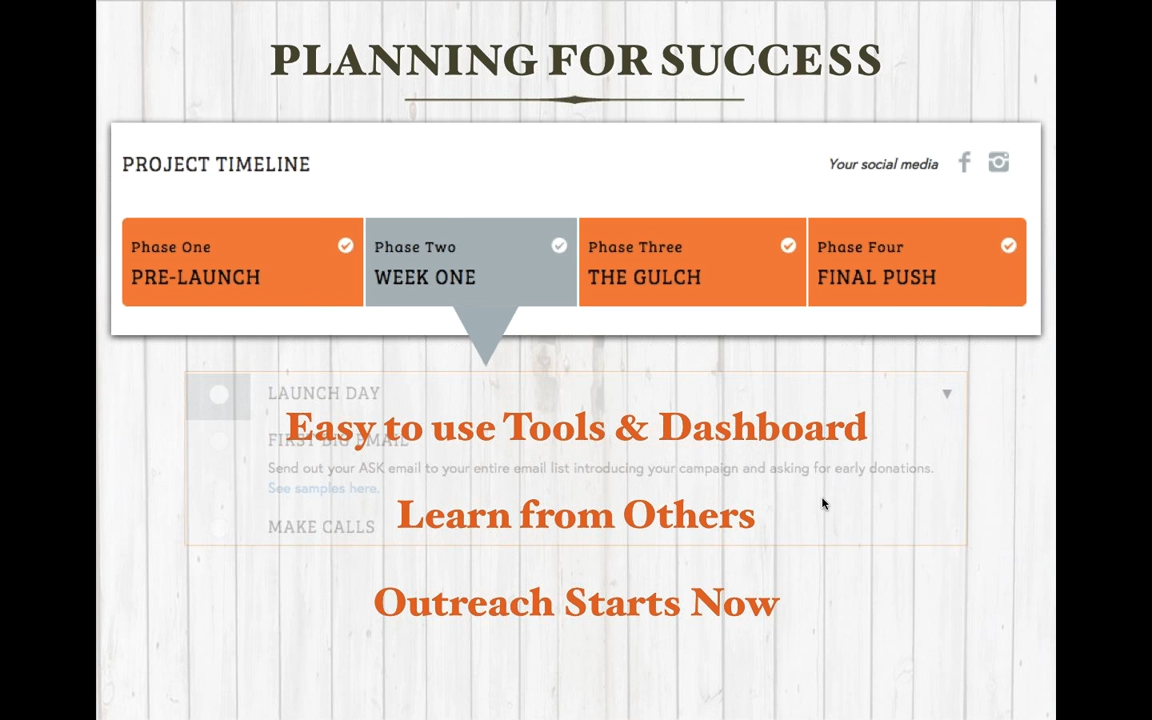 PLANNING FOR SUCCESS
PROJECT TIMELINE
Your social media
Phase One
PRE-LAUNCH
Phase Two
WEEK ONE
Phase Three
THE GULCH
Phase Four
FINAL PUSH
LAUNCH DAY
Easy to use Tools & Dashboard
FIRST BIG EMAIL
Send out your ASK email to your entire email list introducing your campaign and asking for early donations.
See samples here.
Learn from Others
MAKE CALLS
Outreach Starts Now